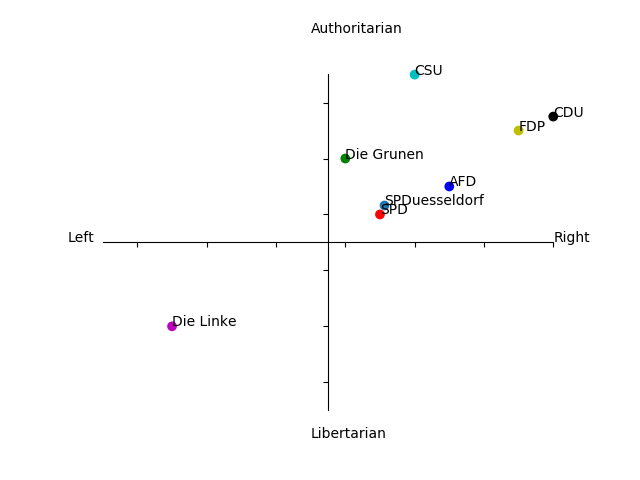 Authoritarian
CSU
CDU
FDP
Die Grunen
AFD
SPDuesseldorf
SPD
Left
Right
Die Linke
Libertarian